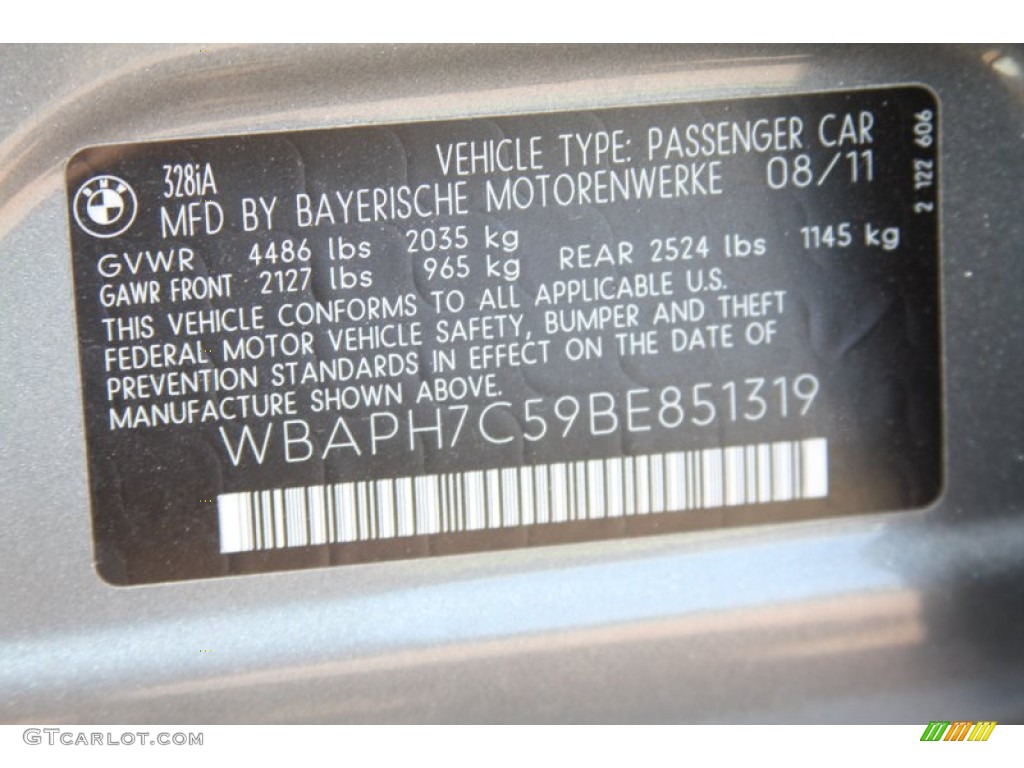 328iA
VEHICLE TYPE: PASSENGER CAR
MFD BY BAYERISCHE MOTORENWERKE 08/11
GVWR 4486 lbs 2035 kg
GAWR FRONT 2127 lbs 965 kg REAR 2524 lbs 1145 kg
THIS VEHICLE CONFORMS TO ALL APPLICABLE U.S.
FEDERAL MOTOR VEHICLE SAFETY, BUMPER AND THEFT
PREVENTION STANDARDS IN EFFECT ON THE DATE OF
MANUFACTURE SHOWN ABOVE.
WBAPH7C59BE851319
2 122 606
BMW
GTCARLOT.COM